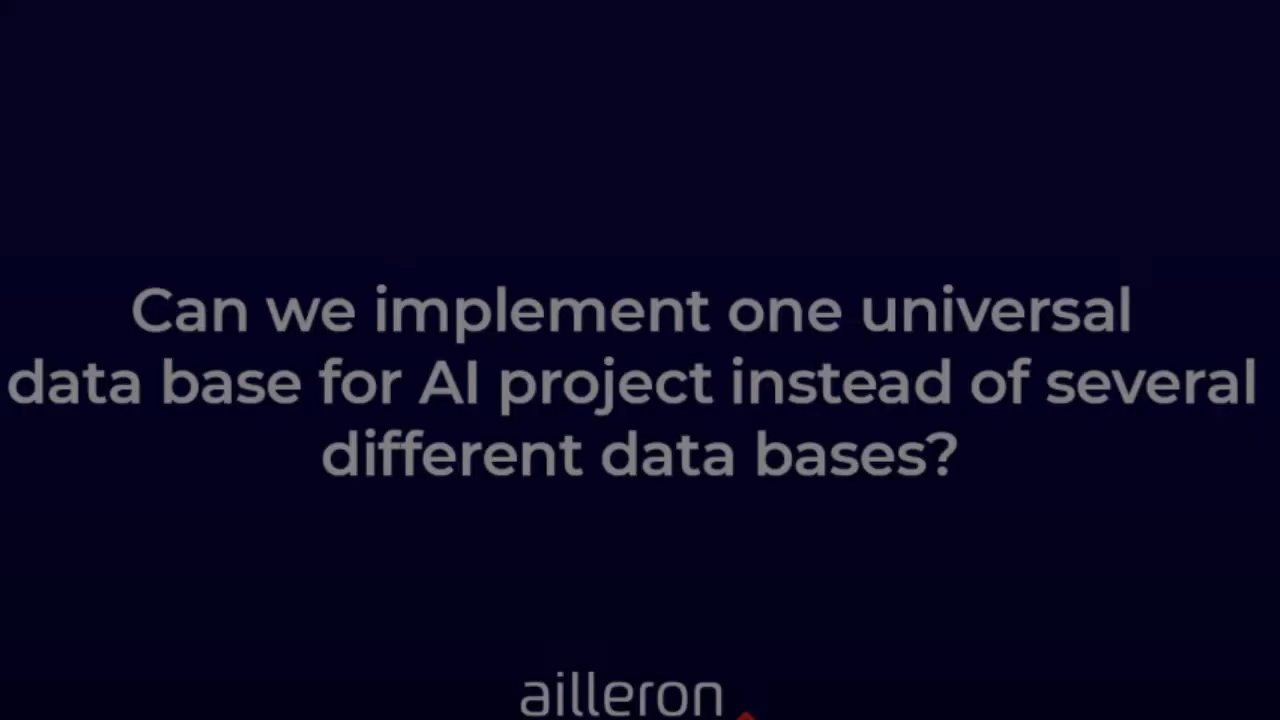 Can we implement one universal
data base for AI project instead of several
different data bases?
ailleron